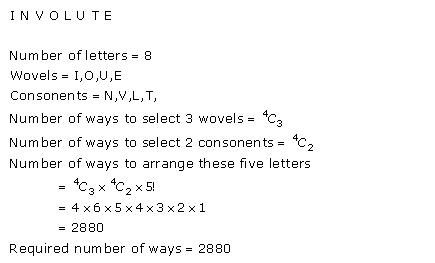 I N V O L U T E
Number of letters = 8
Wovels = I,O,U,E
Consonents = N,V,L,T,
Number of ways to select 3 wovels = ⁴C₃
Number of ways to select 2 consonents = ⁴C₂
Number of ways to arrange these five letters
= ⁴C₃ x ⁴C₂ x 5!
= 4 x 6 x 5 x 4 x 3 x 2 x 1
= 2880
Required number of ways = 2880